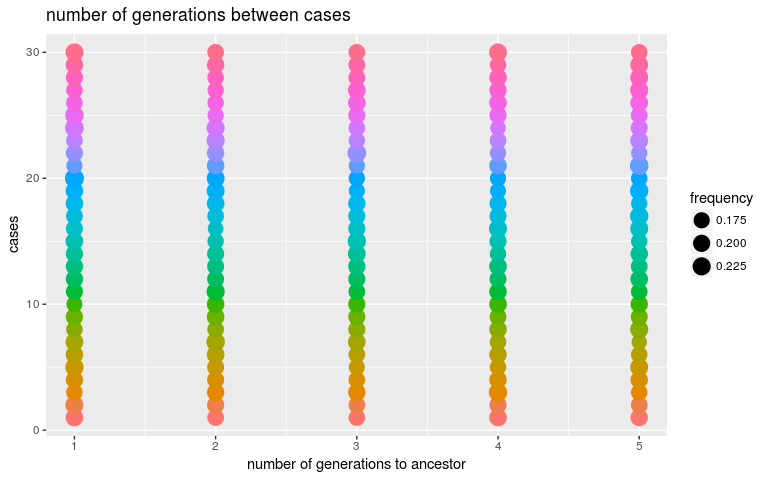 number of generations between cases
30
20
10
0
cases
1 2 3 4 5
number of generations to ancestor
frequency
0.175
0.200
0.225